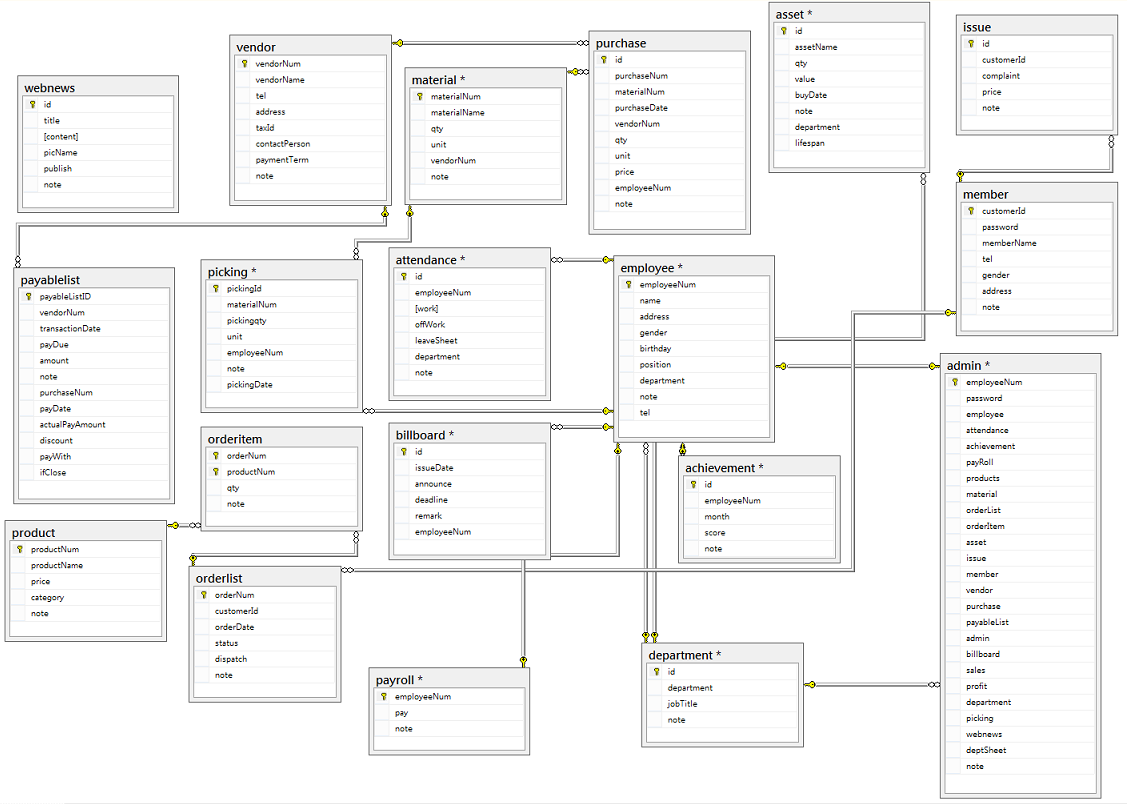 webnews
id
title
[content]
picName
publish
note
vendor
vendorNum
vendorName
tel
address
taxId
contactPerson
paymentTerm
note
material *
materialNum
materialName
qty
unit
vendorNum
note
purchase
id
purchaseNum
materialNum
purchaseDate
vendorNum
qty
unit
price
employeeNum
note
asset *
id
assetName
qty
value
buyDate
note
department
lifespan
issue
id
customerId
complaint
price
note
member
customerId
password
memberName
tel
gender
address
note
payablelist
payableListID
vendorNum
transactionDate
payDue
amount
note
purchaseNum
payDate
actualPayAmount
discount
payWith
ifClose
picking *
pickingId
materialNum
pickingqty
unit
employeeNum
note
pickingDate
attendance *
id
employeeNum
[work]
offWork
leaveSheet
department
note
employee *
employeeNum
name
address
gender
birthday
position
department
note
tel
admin *
employeeNum
password
employee
attendance
achievement
payRoll
products
material
orderList
orderItem
asset
issue
member
vendor
purchase
payableList
admin
billboard
sales
profit
department
picking
webnews
deptSheet
note
orderitem
orderNum
productNum
qty
note
billboard *
id
issueDate
announce
deadline
remark
employeeNum
achievement *
id
employeeNum
month
score
note
product
productNum
productName
price
category
note
orderlist
orderNum
customerId
orderDate
status
dispatch
note
payroll *
employeeNum
pay
note
department *
id
department
jobTitle
note